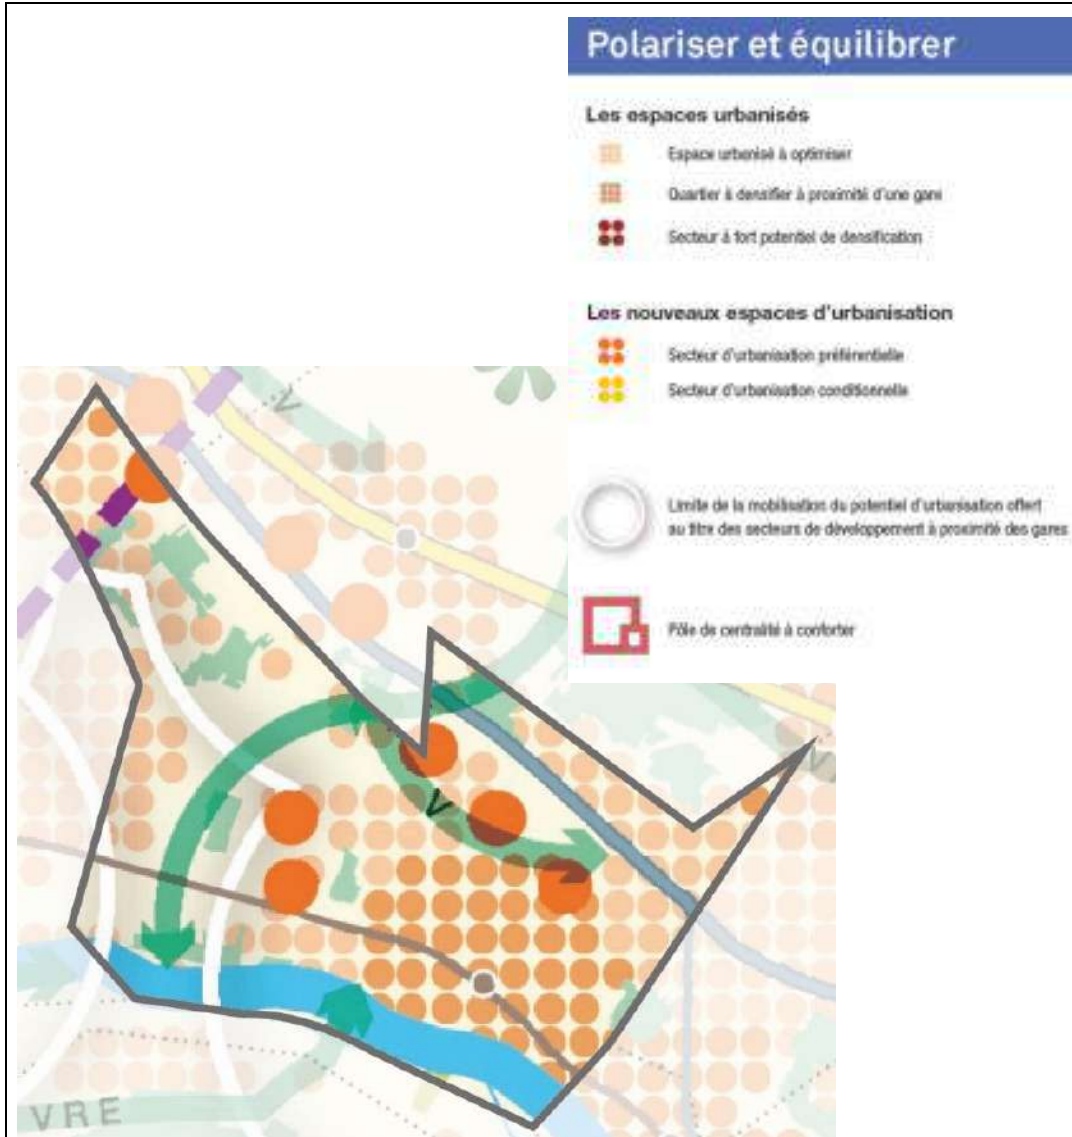 Polariser et équilibrer
Les espaces urbanisés
Espace urbanisé à optimiser
Quartier à densifier à proximité d'une gare
Secteur à fort potentiel de densification
Les nouveaux espaces d'urbanisation
Secteur d'urbanisation préférentielle
Secteur d'urbanisation conditionnelle
Limite de la mobilisation du potentiel d'urbanisation offert
au titre des secteurs de développement à proximité des gares
Pôle de centralité à conforter
V
V
VRE